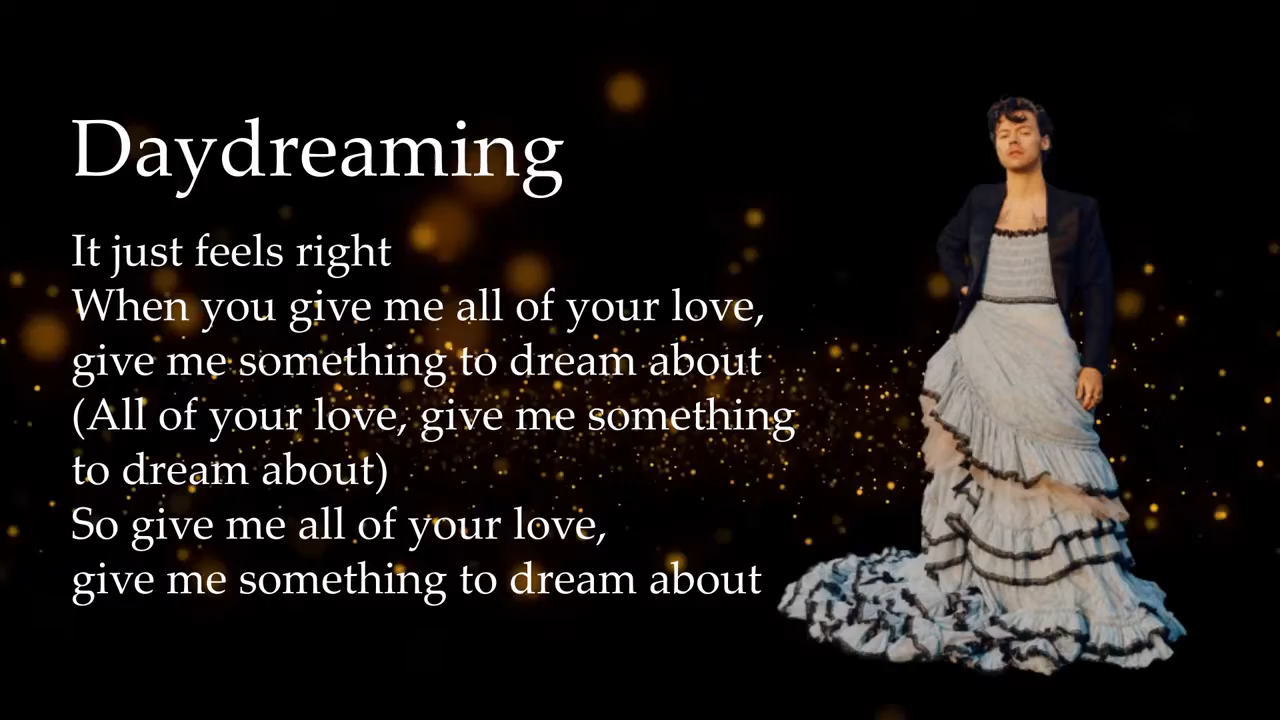 Daydreaming
It just feels right
When you give me all of your love,
give me something to dream about
(All of your love, give me something
to dream about)
So give me all of your love,
give me something to dream about